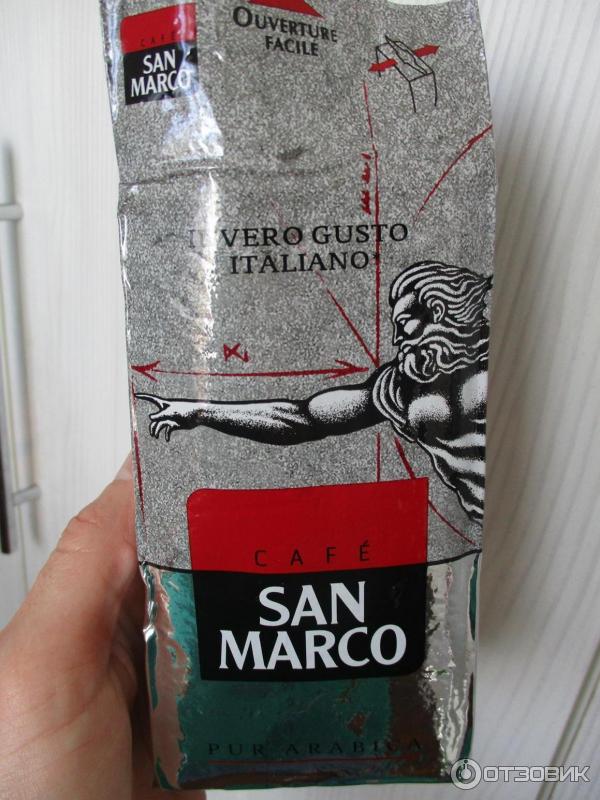 OUVERTURE
FACILE
CAFÉ
SAN
MARCO
IL VERO GUSTO
ITALIANO*
CAFÉ
SAN
MARCO
PUR ARABICA
ОТЗОВИК